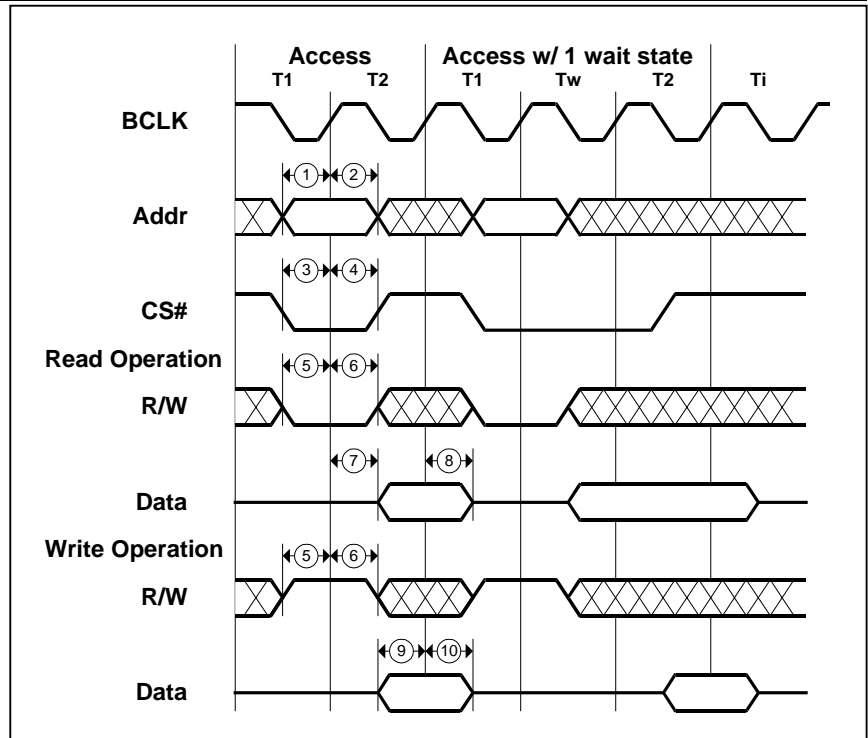 Access Access w/ 1 wait state
T1 T2 T1 Tw T2 Ti
BCLK
1 2
Addr
3 4
CS#
Read Operation
5 6
R/W
7 8
Data
Write Operation
5 6
R/W
9 10
Data